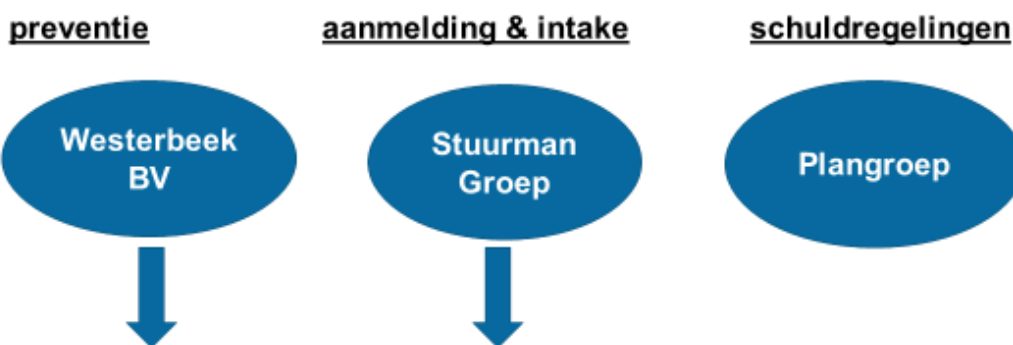 preventie
aanmelding & intake
schuldregelingen
Westerbeek
BV
Stuurman
Groep
Plangroep